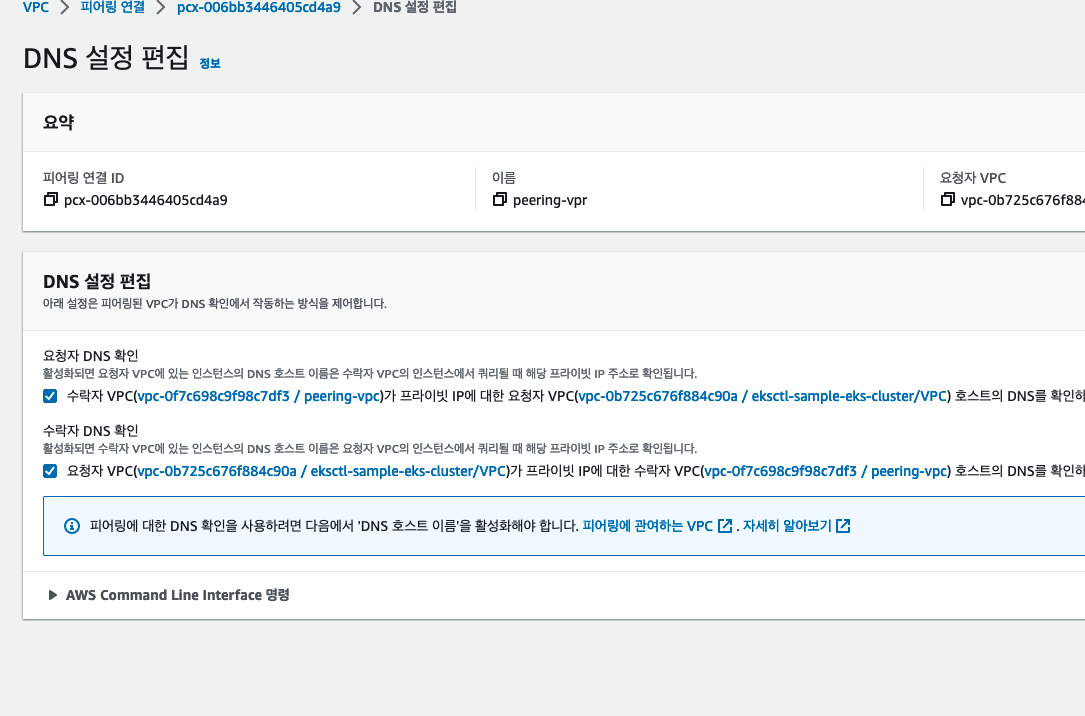 VPC > 피어링 연결 > pcx-006bb3446405cd4a9 > DNS 설정 편집
DNS 설정 편집 정보
요약
피어링 연결 ID
pcx-006bb3446405cd4a9
이름
peering-vpr
요청자 VPC
vpc-0b725c676f884
DNS 설정 편집
아래 설정은 피어링된 VPC가 DNS 확인에서 작동하는 방식을 제어합니다.
요청자 DNS 확인
활성화되면 요청자 VPC에 있는 인스턴스의 DNS 호스트 이름은 수락자 VPC의 인스턴스에서 쿼리될 때 해당 프라이빗 IP 주소로 확인됩니다.
수락자 VPC(vpc-0f7c698c9f98c7df3 / peering-vpc)가 프라이빗 IP에 대한 요청자 VPC(vpc-0b725c676f884c90a / eksctl-sample-eks-cluster/VPC) 호스트의 DNS를 확인하
수락자 DNS 확인
활성화되면 수락자 VPC에 있는 인스턴스의 DNS 호스트 이름은 요청자 VPC의 인스턴스에서 쿼리될 때 해당 프라이빗 IP 주소로 확인됩니다.
요청자 VPC(vpc-0b725c676f884c90a / eksctl-sample-eks-cluster/VPC)가 프라이빗 IP에 대한 수락자 VPC(vpc-0f7c698c9f98c7df3 / peering-vpc) 호스트의 DNS를 확인하
피어링에 대한 DNS 확인을 사용하려면 다음에서 'DNS 호스트 이름'을 활성화해야 합니다. 피어링에 관여하는 VPC . 자세히 알아보기
AWS Command Line Interface 명령